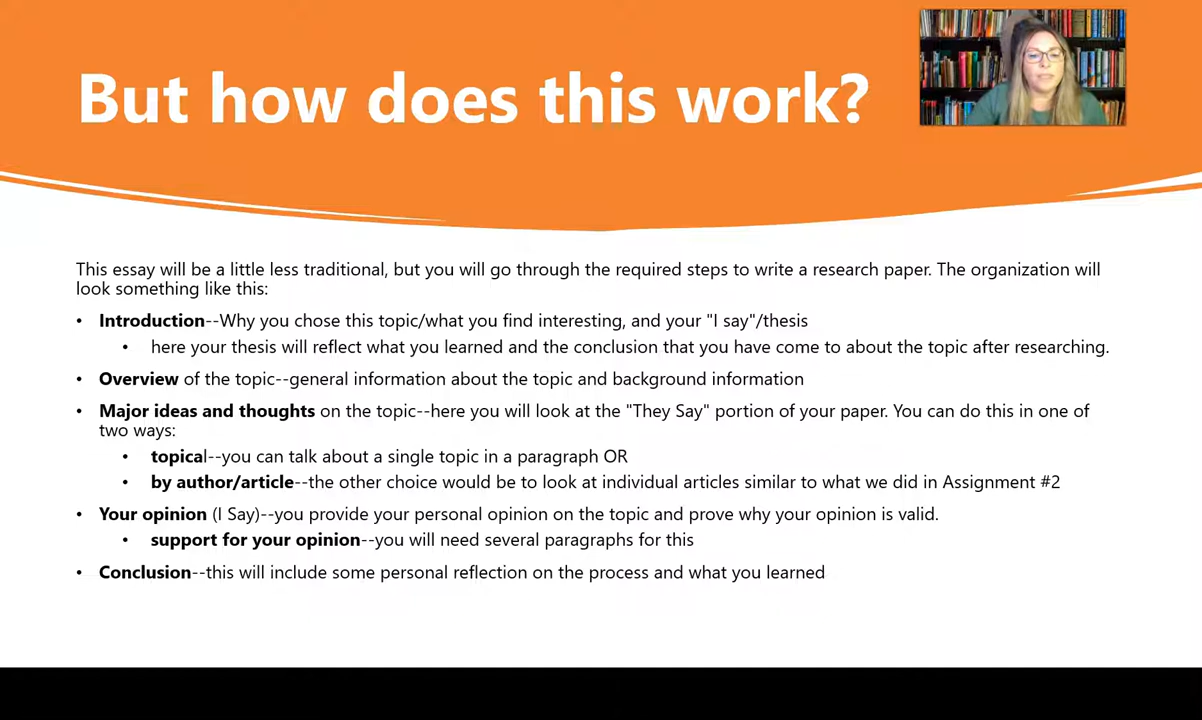 But how does this work?
This essay will be a little less traditional, but you will go through the required steps to write a research paper. The organization will
look something like this:
• Introduction--Why you chose this topic/what you find interesting, and your "I say"/thesis
• here your thesis will reflect what you learned and the conclusion that you have come to about the topic after researching.
• Overview of the topic--general information about the topic and background information
• Major ideas and thoughts on the topic--here you will look at the "They Say" portion of your paper. You can do this in one of
two ways:
• topical--you can talk about a single topic in a paragraph OR
• by author/article--the other choice would be to look at individual articles similar to what we did in Assignment #2
• Your opinion (I Say)--you provide your personal opinion on the topic and prove why your opinion is valid.
• support for your opinion--you will need several paragraphs for this
• Conclusion--this will include some personal reflection on the process and what you learned